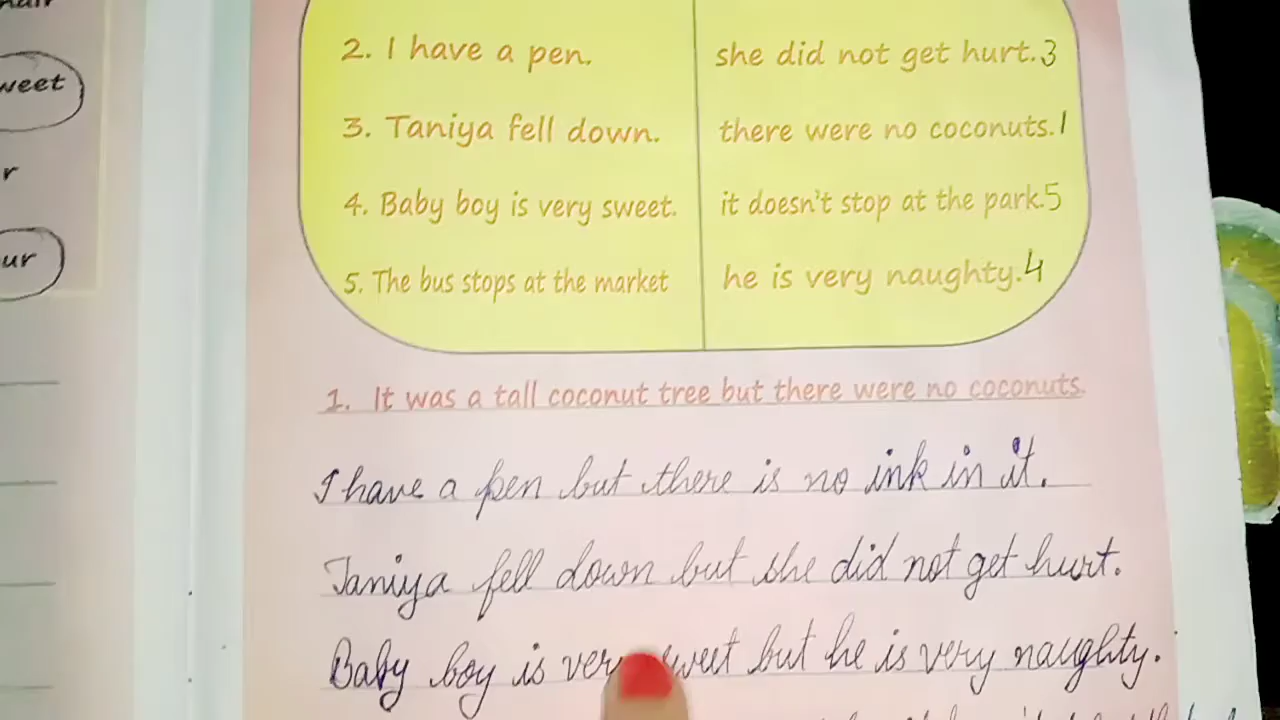 weet
r
ur
2. I have a pen.
she did not get hurt.3
3. Taniya fell down.
there were no coconuts.1
4. Baby boy is very sweet.
it doesn't stop at the park.5
5. The bus stops at the market
he is very naughty.4
1. It was a tall coconut tree but there were no coconuts.
I have a pen but there is no ink in it.
Taniya fell down but she did not get hurt.
Baby boy is very sweet but he is very naughty.